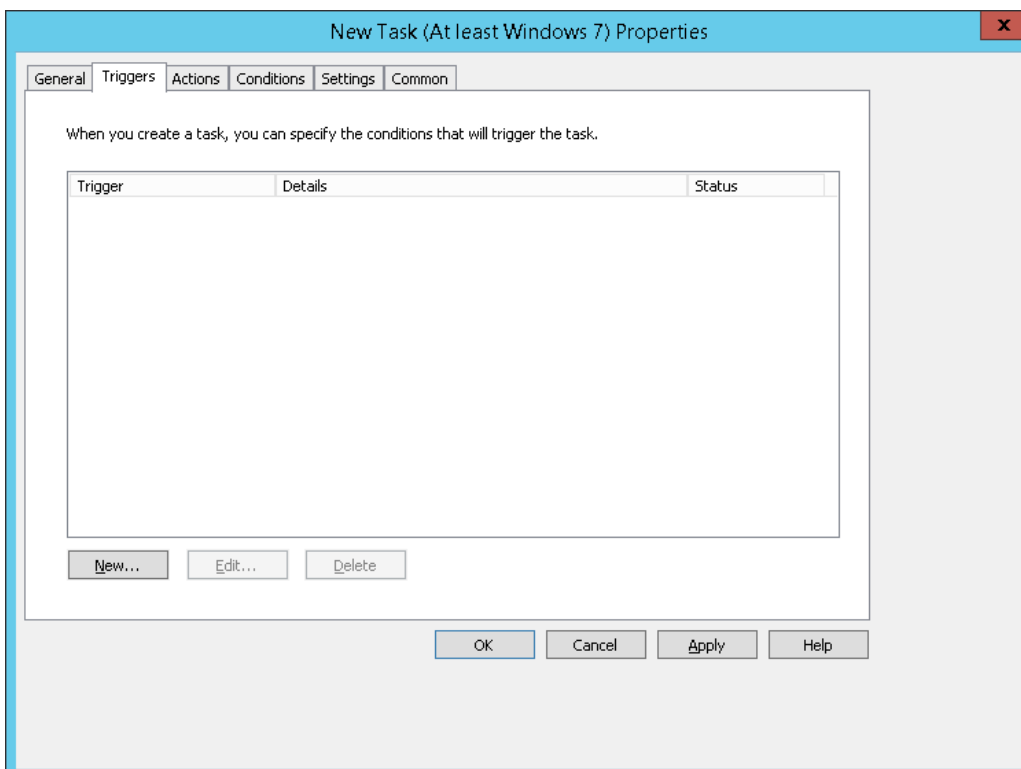 New Task (At least Windows 7) Properties
x
General Triggers Actions Conditions Settings Common
When you create a task, you can specify the conditions that will trigger the task.
Trigger Details Status
New... Edit... Delete
OK Cancel Apply Help